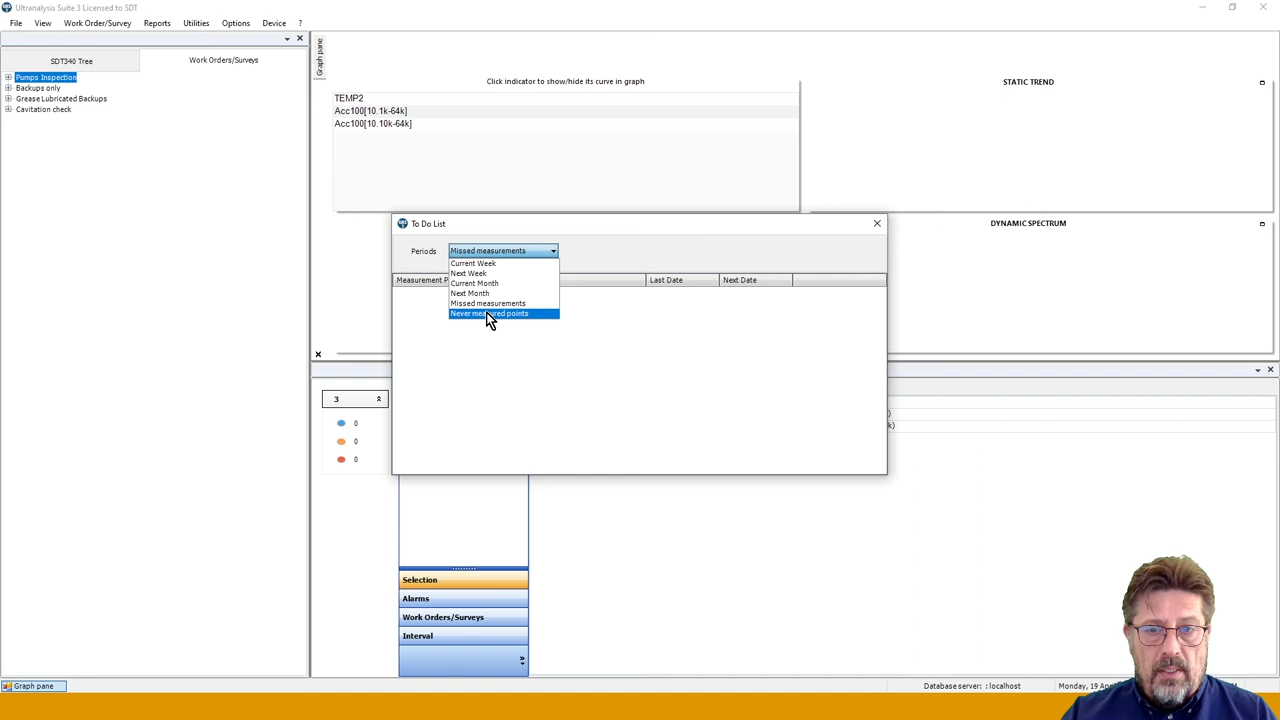 Ultranalysis Suite 3 Licensed to SDT
File View Work Order/Survey Reports Utilities Options Device ?
SDT340 Tree
Work Orders/Surveys
Pumps Inspection
Backups only
Grease Lubricated Backups
Cavitation check
Graph pane
Click indicator to show/hide its curve in graph
TEMP2
Acc100[10.1k-64k]
Acc100[10.10k-64k]
STATIC TREND
DYNAMIC SPECTRUM
To Do List
Periods
Missed measurements
Current Week
Next Week
Current Month
Next Month
Missed measurements
Never measured points
Measurement P
Last Date
Next Date
3
0
0
0
)
k)
Selection
Alarms
Work Orders/Surveys
Interval
Graph pane
Database server: : localhost
Monday, 19 Ap